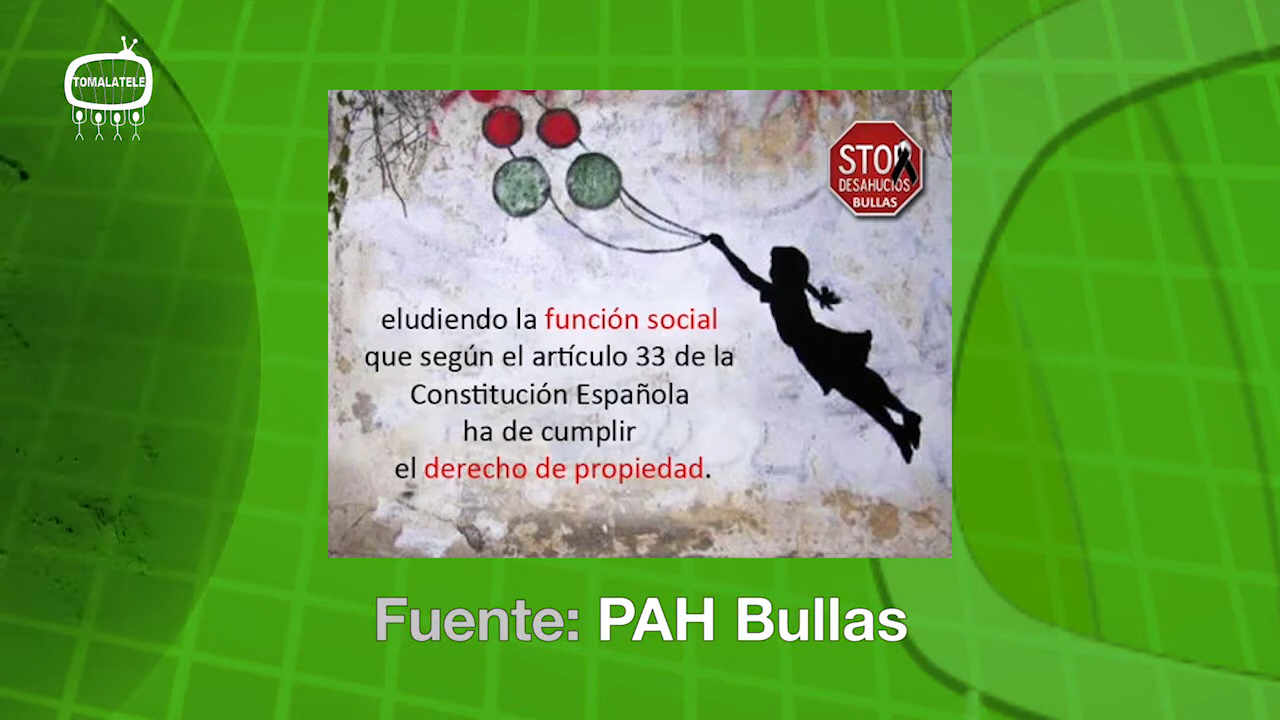 TOMALATELE
STOP
DESAHUCIOS
BULLAS
eludiendo la función social
que según el artículo 33 de la
Constitución Española
ha de cumplir
el derecho de propiedad.
Fuente: PAH Bullas